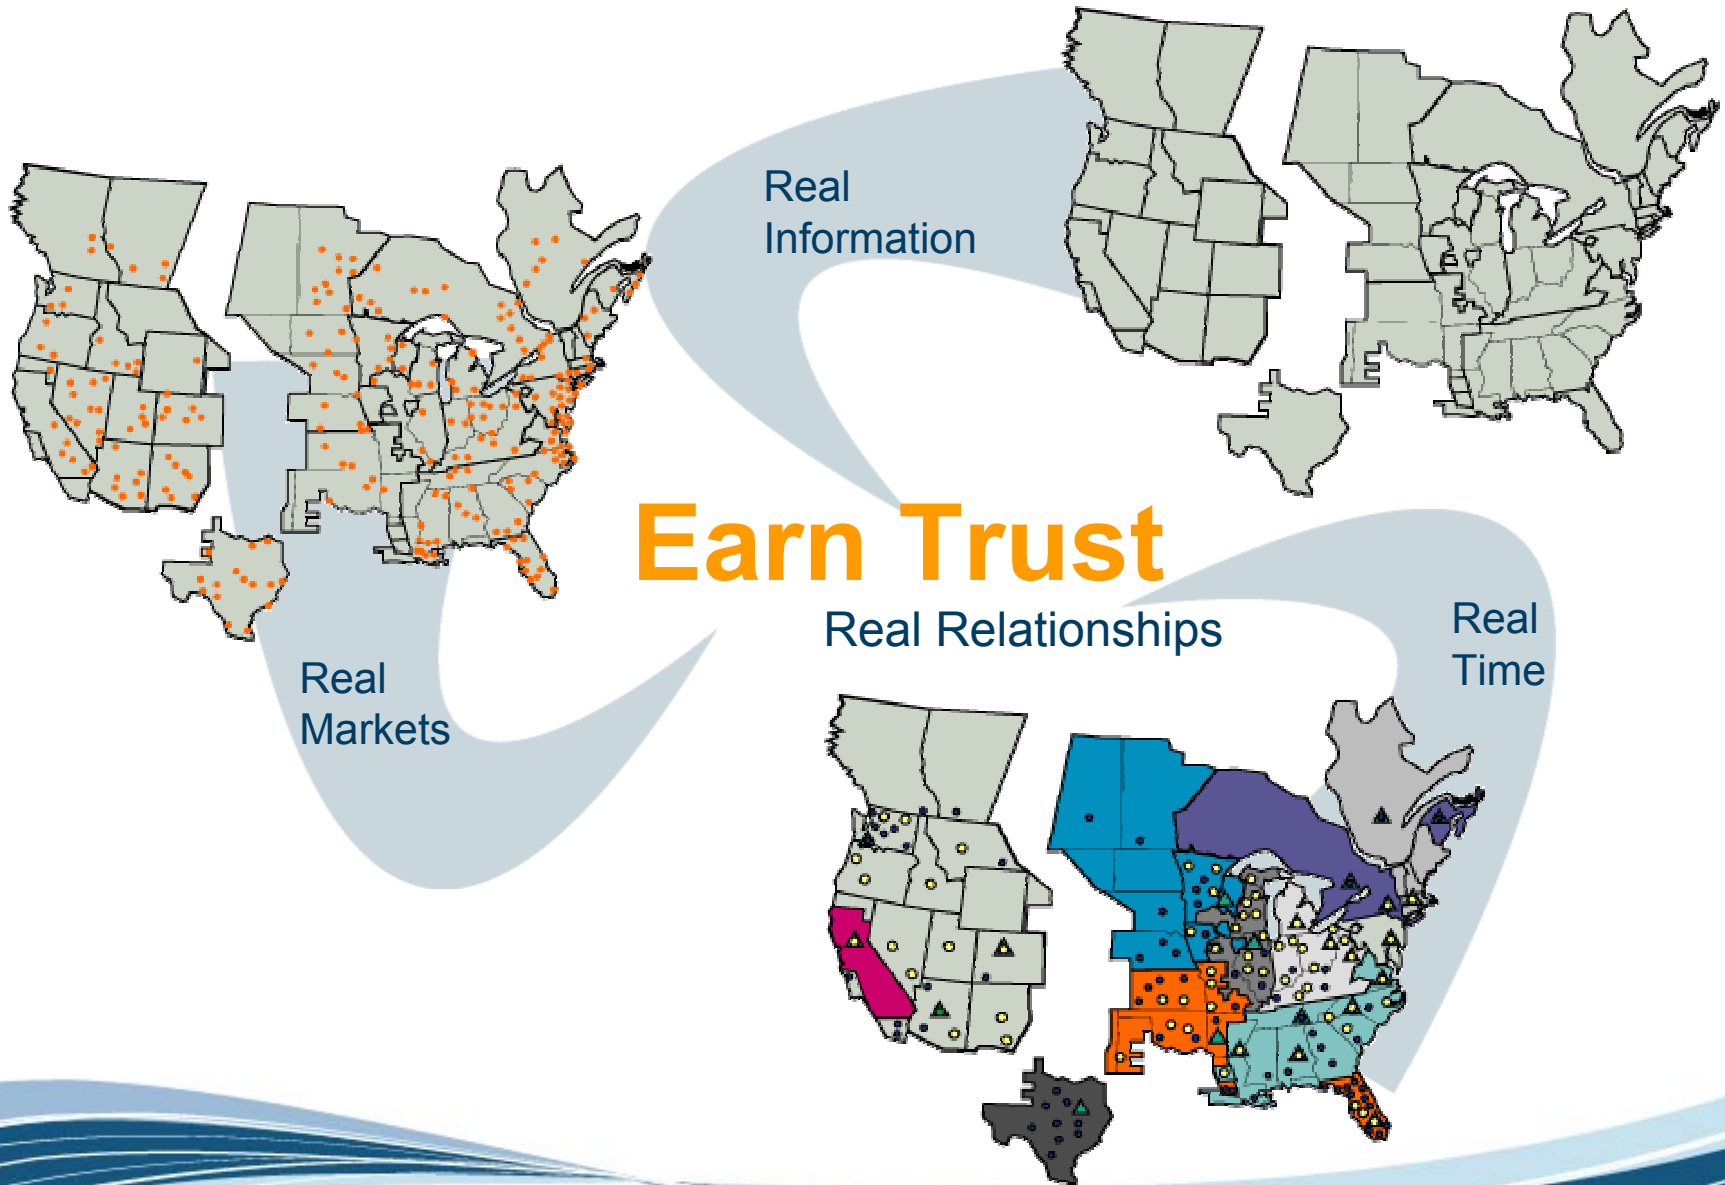 Real
Information
Earn Trust
Real Relationships
Real
Time
Real
Markets